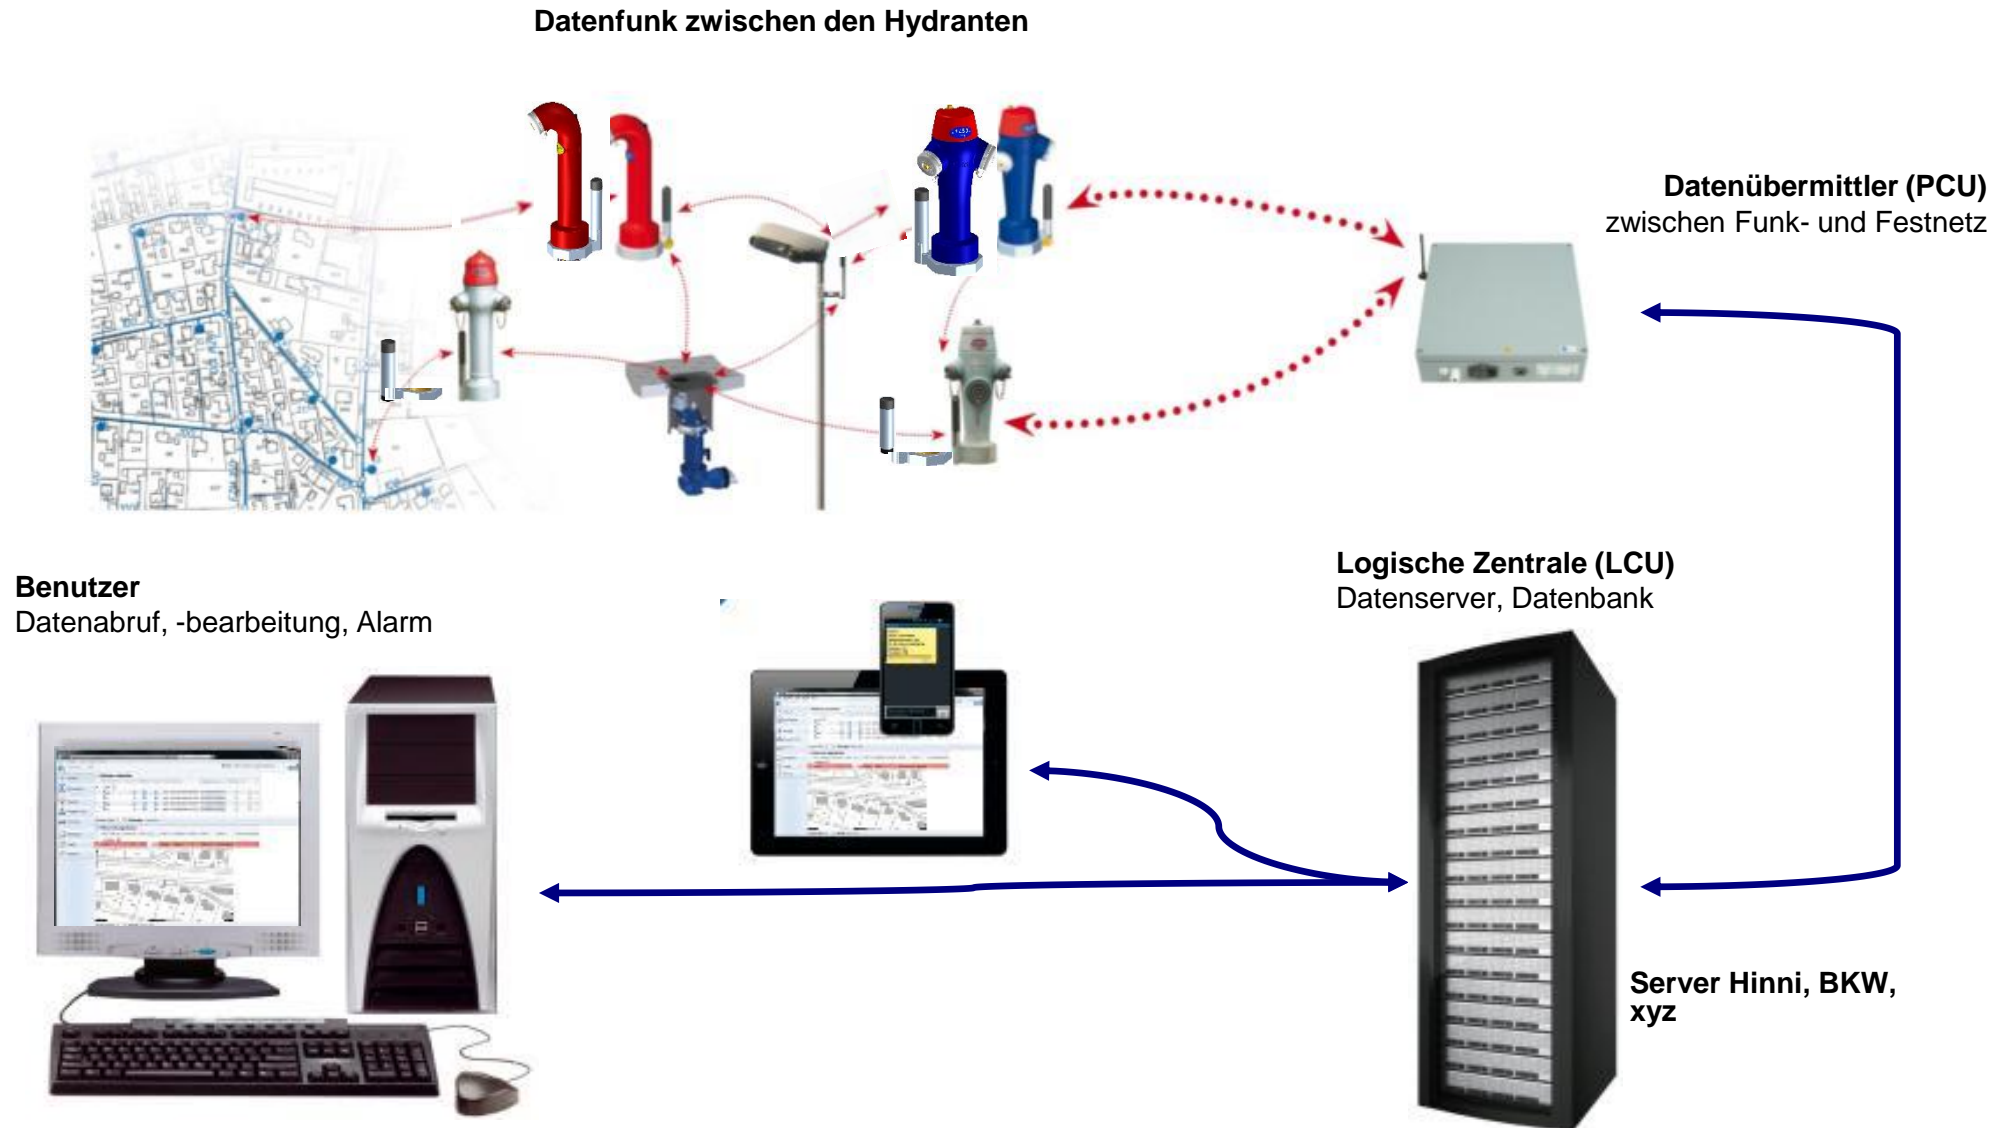 Datenfunk zwischen den Hydranten
Datenübermittler (PCU)
zwischen Funk- und Festnetz
Logische Zentrale (LCU)
Datenserver, Datenbank
Benutzer
Datenabruf, -bearbeitung, Alarm
Server Hinni, BKW,
xyz